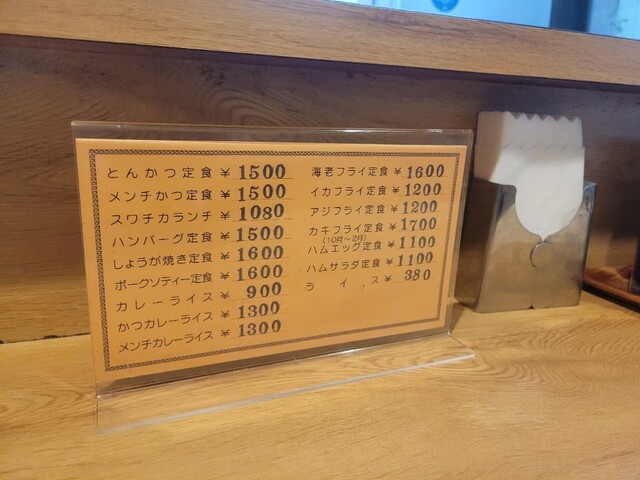 とんかつ定食 ¥ 1500
メンチかつ定食 ¥ 1500
スワチカランチ ¥ 1080
ハンバーグ定食 ¥ 1500
しょうが焼き定食 ¥ 1600
ポークソティー定食 ¥ 1600
カレーライス ¥ 900
かつカレーライス ¥ 1300
メンチカレーライス ¥ 1300
海老フライ定食 ¥ 1600
イカフライ定食 ¥ 1200
アジフライ定食 ¥ 1200
カキフライ定食 ¥ 1700
(10月～2月)
ハムエッグ定食 ¥ 1100
ハムサラダ定食 ¥ 1100
ライス ¥ 380